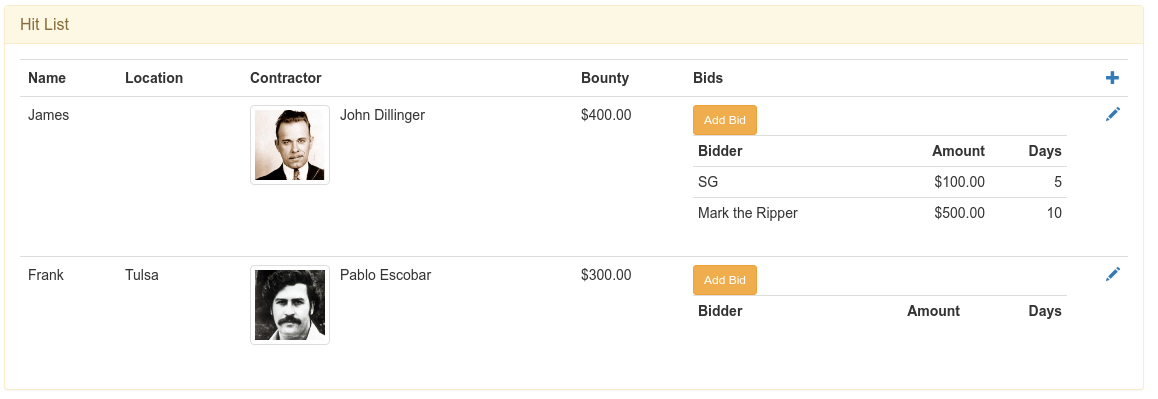 Hit List
Name Location Contractor Bounty Bids
James John Dillinger $400.00 Add Bid
Bidder Amount Days
SG $100.00 5
Mark the Ripper $500.00 10
Frank Tulsa Pablo Escobar $300.00 Add Bid
Bidder Amount Days